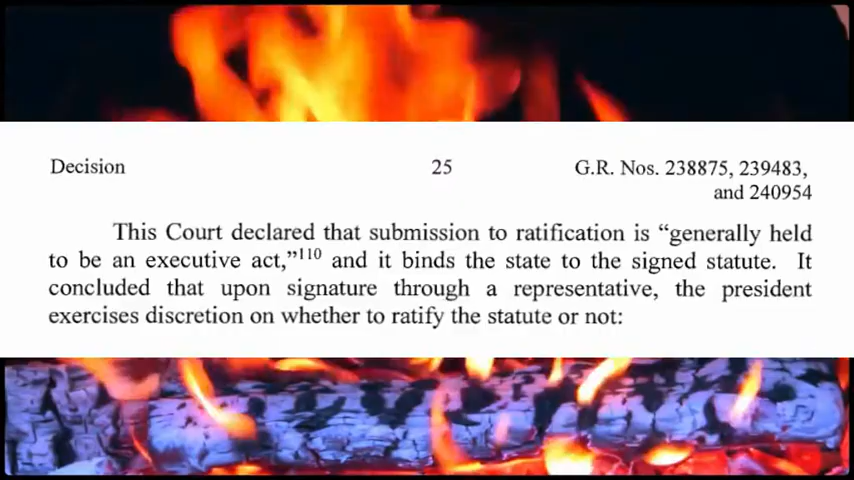 Decision 25 G.R. Nos. 238875, 239483,
and 240954
This Court declared that submission to ratification is “generally held
to be an executive act,”110 and it binds the state to the signed statute. It
concluded that upon signature through a representative, the president
exercises discretion on whether to ratify the statute or not: